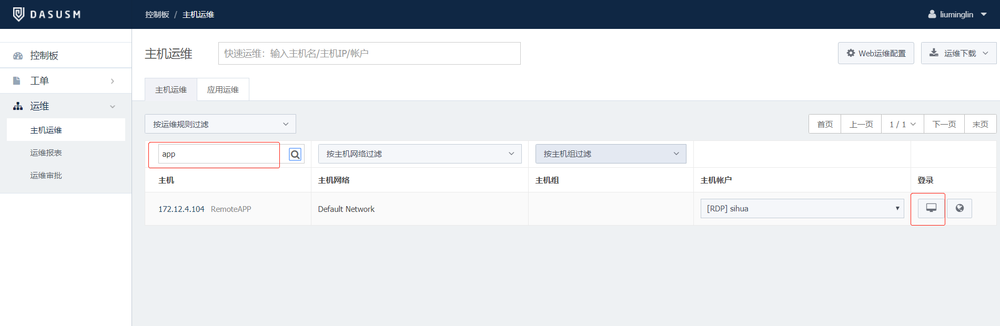 DASUSM
控制板 / 主机运维
liuminglin
控制板
工单
运维
主机运维
运维报表
运维审批
主机运维
快速运维：输入主机名/主机IP/帐户
Web运维配置
运维下载
主机运维
应用运维
按运维规则过滤
首页
上一页
1 / 1
下一页
末页
app
按主机网络过滤
按主机组过滤
主机
主机网络
主机组
主机帐户
登录
172.12.4.104 RemoteAPP
Default Network
[RDP] sihua